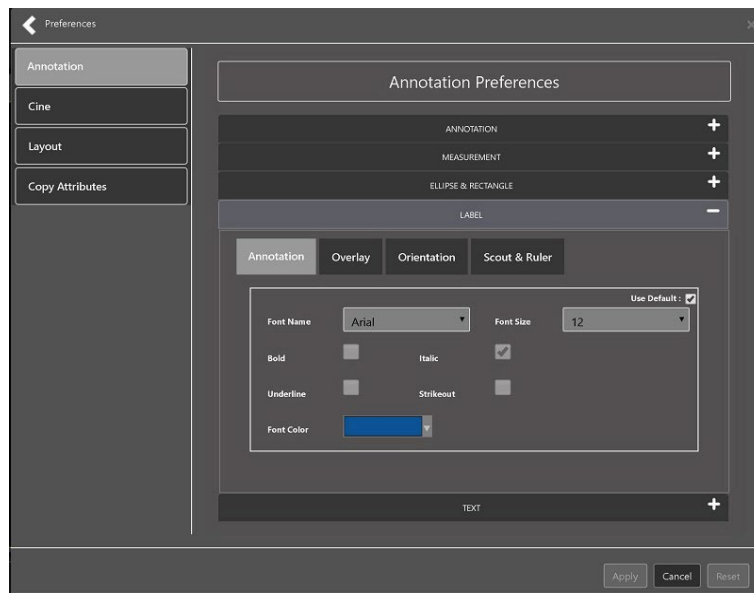 Preferences
Annotation
Cine
Layout
Copy Attributes
Annotation Preferences
ANNOTATION
MEASUREMENT
ELLIPSE & RECTANGLE
LABEL
Annotation Overlay Orientation Scout & Ruler
Use Default :
Font Name Arial Font Size 12
Bold Italic
Underline Strikeout
Font Color
TEXT
Apply Cancel Reset